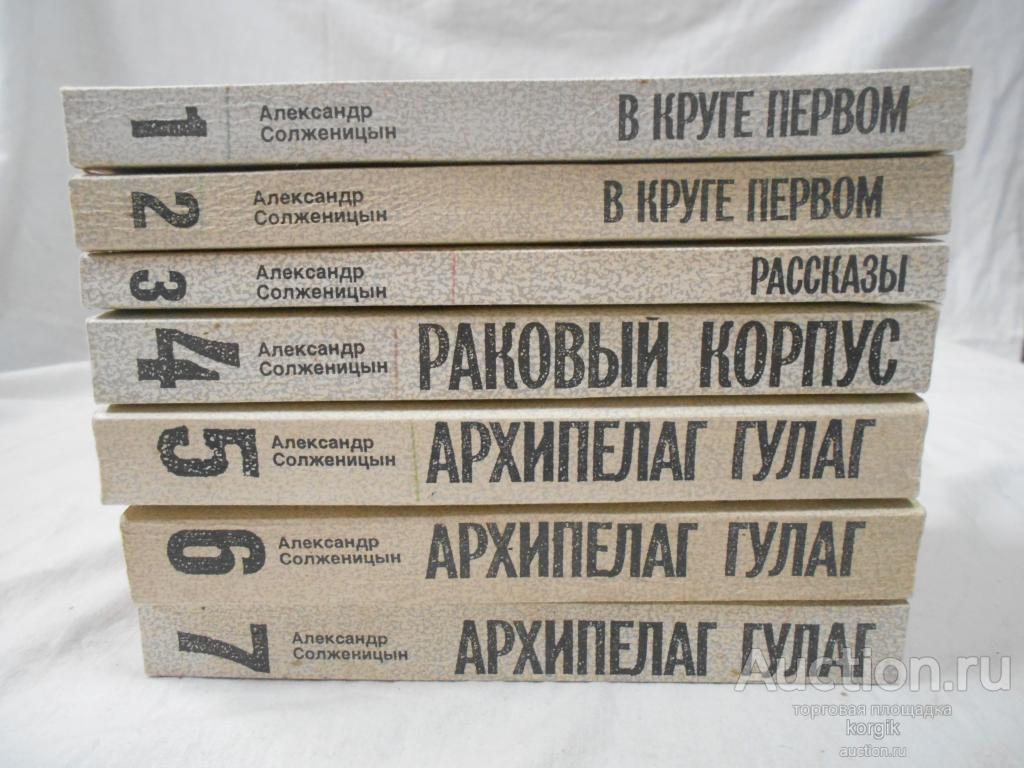 1
Александр
Солженицын
В КРУГЕ ПЕРВОМ
2
Александр
Солженицын
В КРУГЕ ПЕРВОМ
3
Александр
Солженицын
РАССКАЗЫ
4
Александр
Солженицын
РАКОВЫЙ КОРПУС
5
Александр
Солженицын
АРХИПЕЛАГ ГУЛАГ
6
Александр
Солженицын
АРХИПЕЛАГ ГУЛАГ
7
Александр
Солженицын
АРХИПЕЛАГ ГУЛАГ
Auction.ru
торговая площадка
korgik
auction.ru